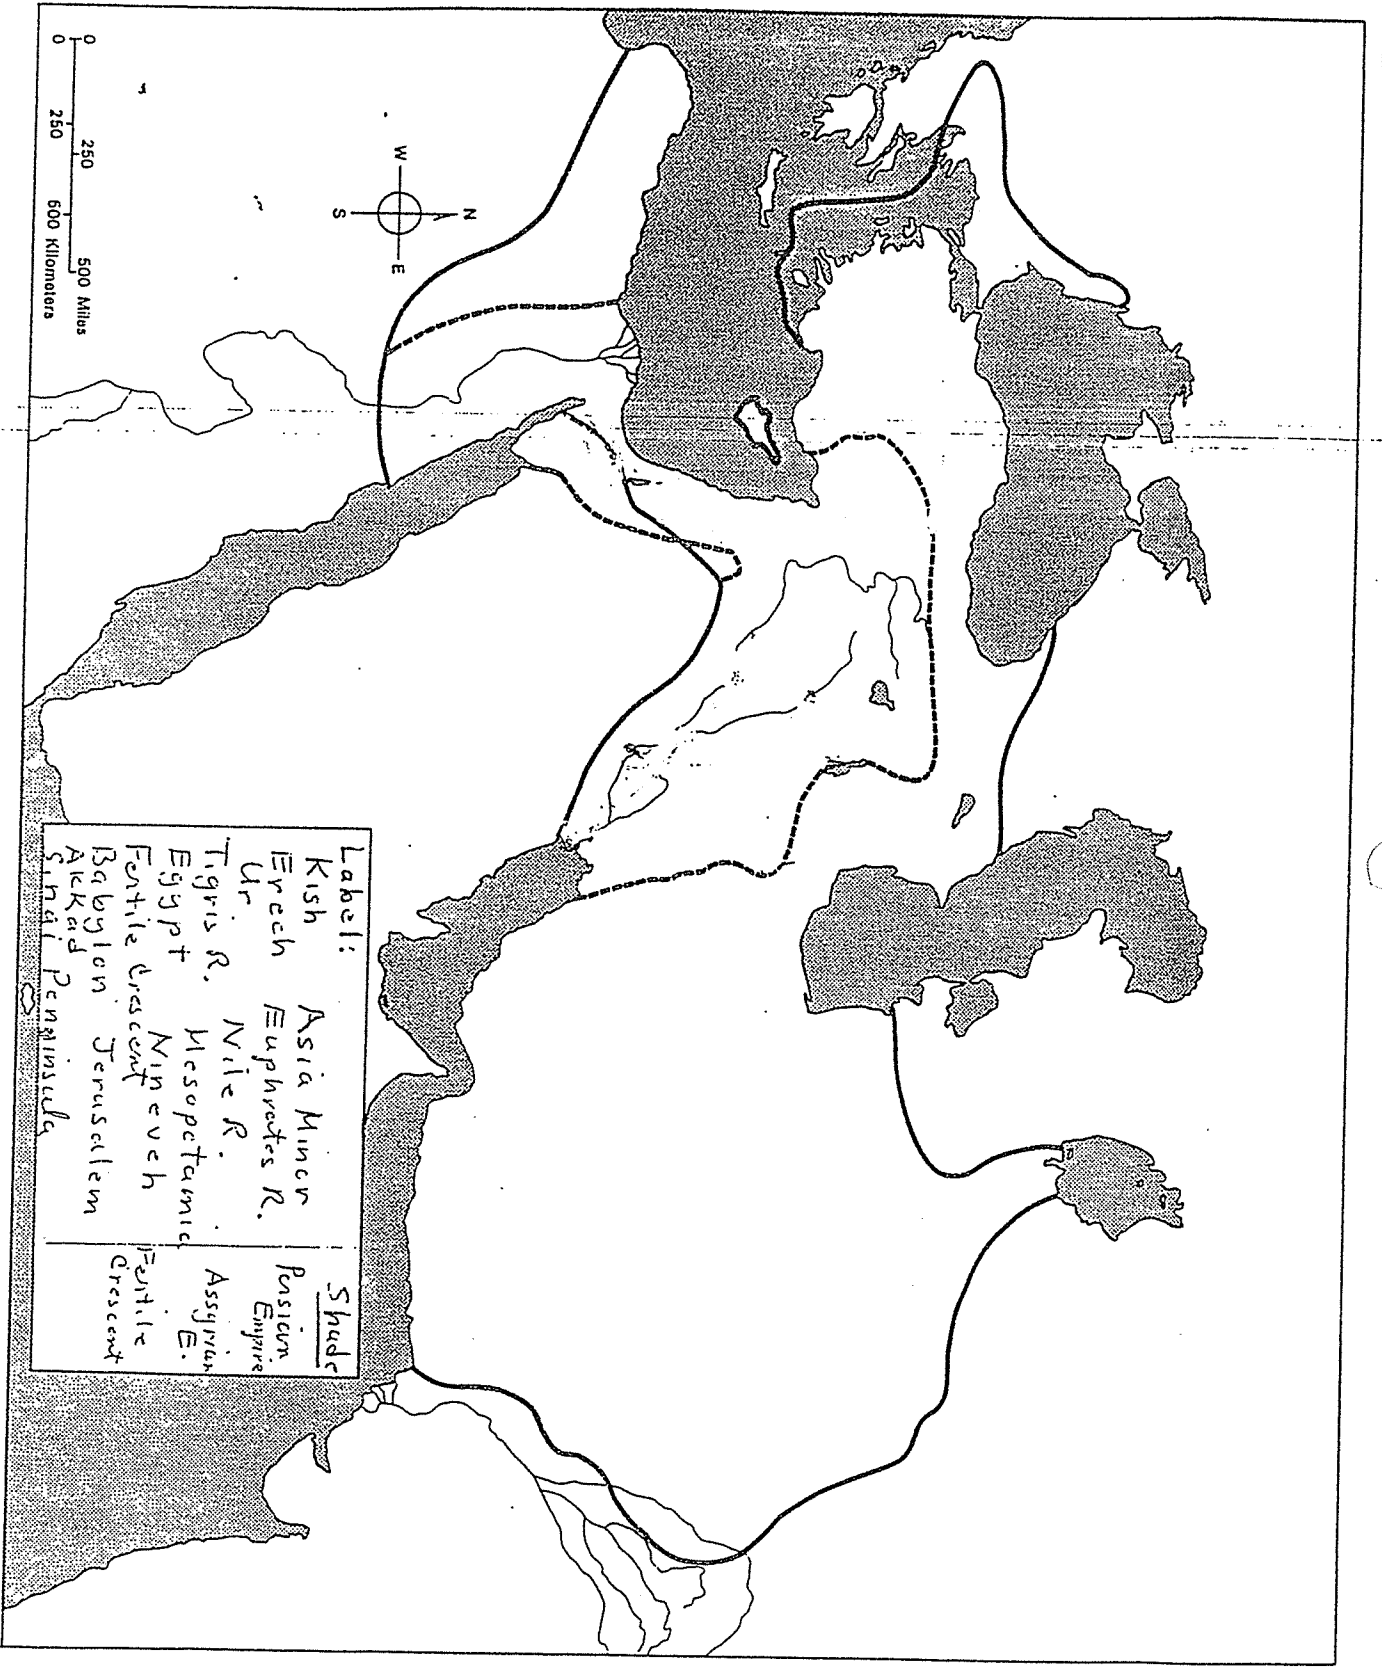 Label:
Kish Asia Minor
Erech Euphrates R.
Ur
Tigris R. Nile R.
Egypt Mesopotamia
Fertile Crescent Nineveh
Babylon Jerusalem
Akkad
Sinai Peninsula
Shade
Persian
Empire
Assyrian
E.
Fertile
Crescent
N
W
E
S
0 250 500 Miles
0 250 600 Kilometers